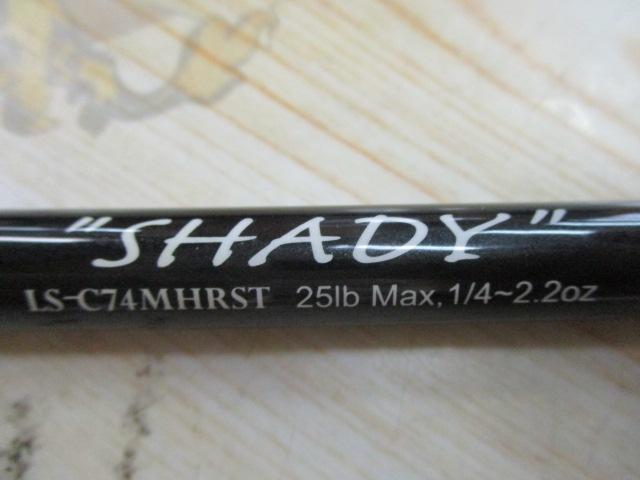 "SHADY"
LS-C74MHRST 25lb Max,1/4~2.2oz